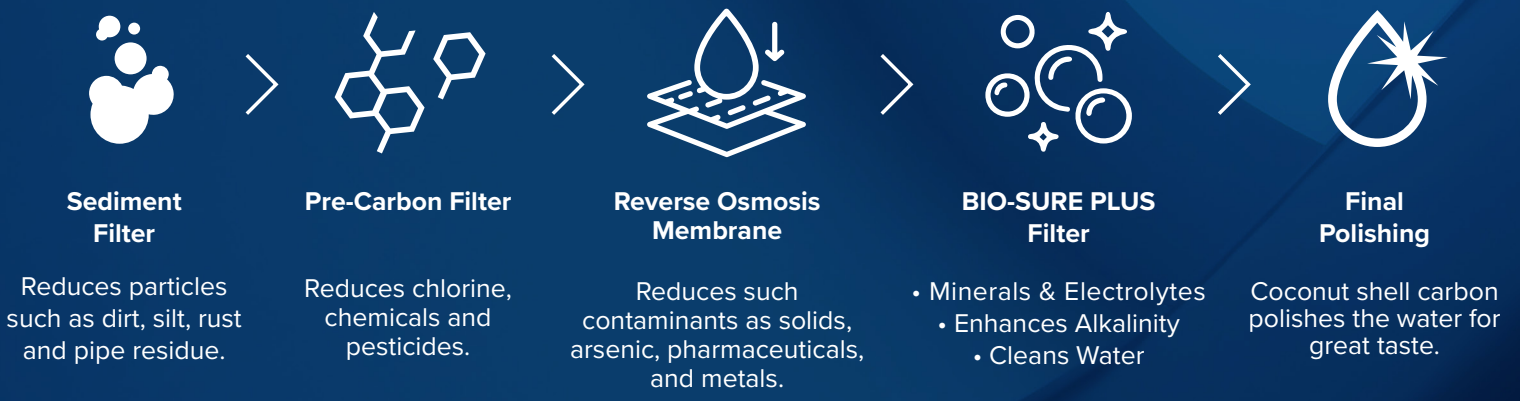 Sediment
Filter
Reduces particles
such as dirt, silt, rust
and pipe residue.
Pre-Carbon Filter
Reduces chlorine,
chemicals and
pesticides.
Reverse Osmosis
Membrane
Reduces such
contaminants as solids,
arsenic, pharmaceuticals,
and metals.
BIO-SURE PLUS
Filter
• Minerals & Electrolytes
• Enhances Alkalinity
• Cleans Water
Final
Polishing
Coconut shell carbon
polishes the water for
great taste.